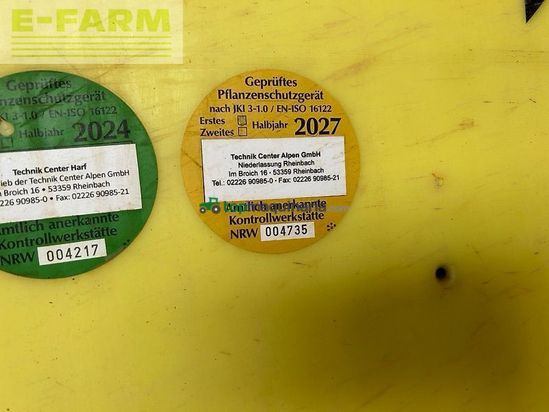 E-FARM
Geprüftes
Pflanzenschutzgerät
JKI 3-1.0 / EN-ISO 16122
Halbjahr 2024
Technik Center Harf
ieb der Technik Center Alpen GmbH
m Broich 16 • 53359 Rheinbach
02226 90985-0 • Fax: 02226 90985-21
Amtlich anerkannte
Kontrollwerkstätte
NRW 004217
Geprüftes
Pflanzenschutzgerät
nach JKI 3-1.0 / EN-ISO 16122
Erstes
Zweites Halbjahr 2027
Technik Center Alpen GmbH
Niederlassung Rheinbach
Im Broich 16 • 53359 Rheinbach
Tel.: 02226 90985-0 • Fax: 02226 90985-21
Amtlich anerkannte
Kontrollwerkstätte
NRW 004735